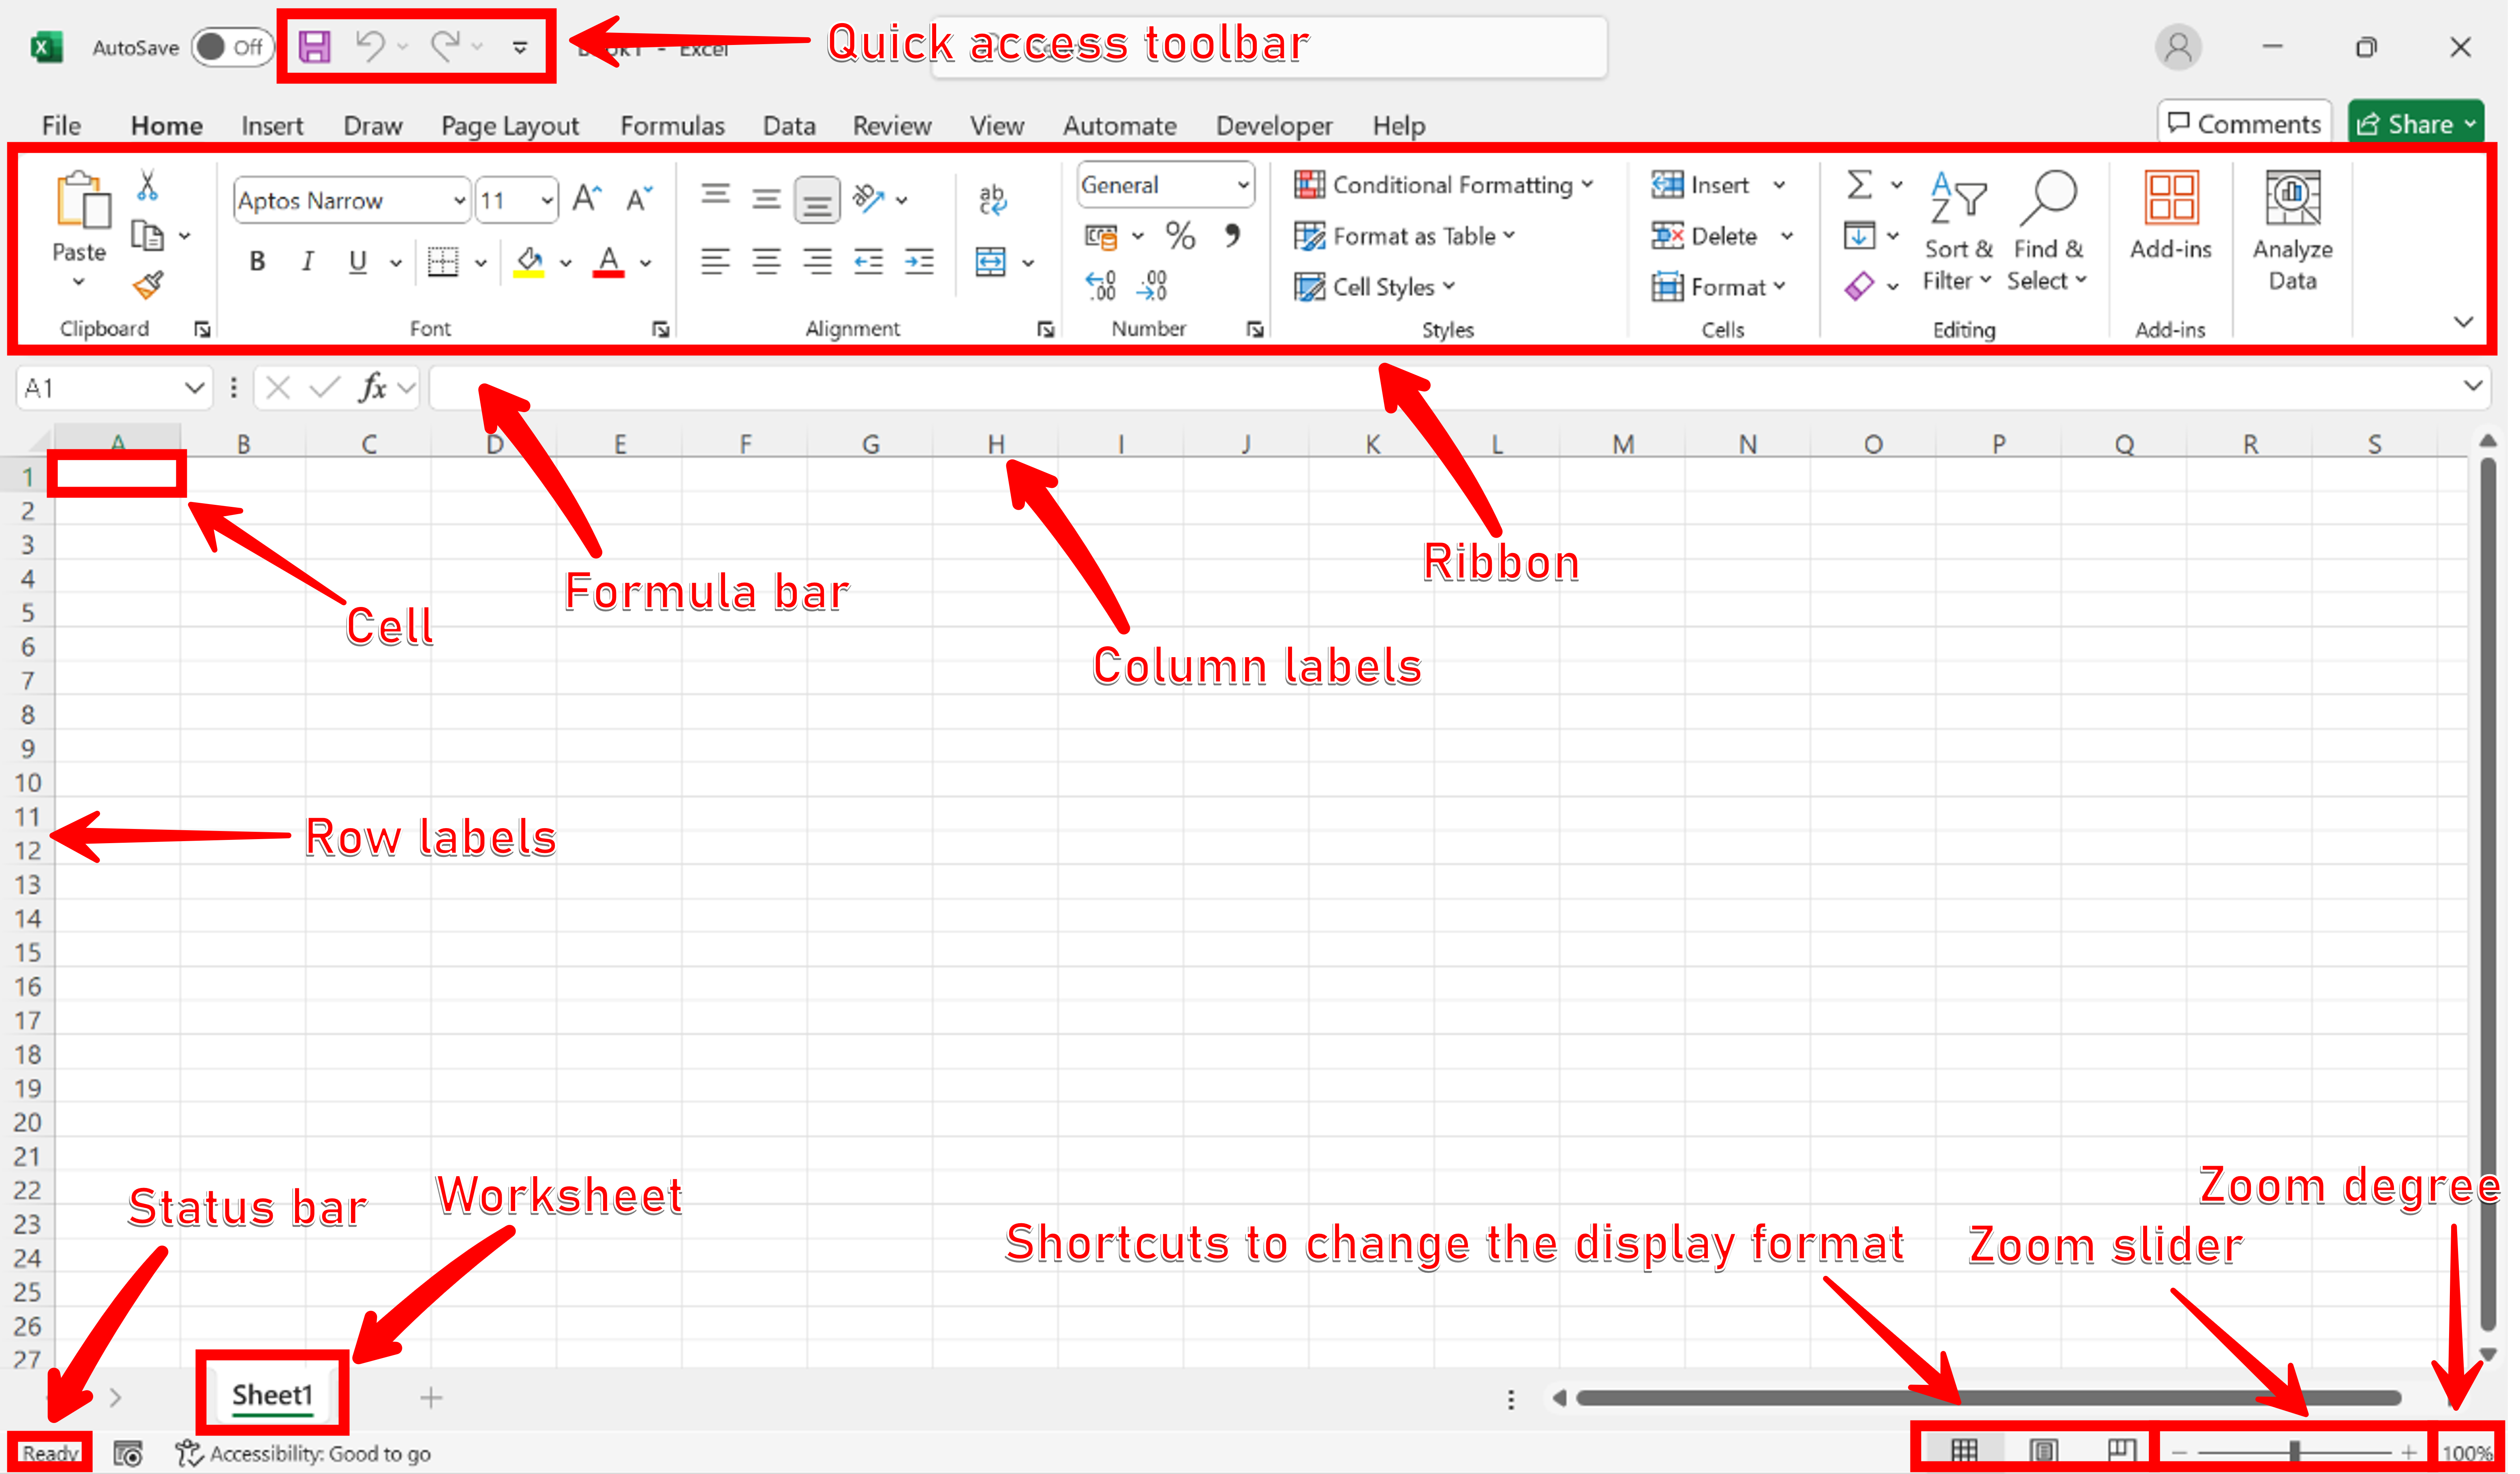 AutoSave Off Excel
Quick access toolbar
File Home Insert Draw Page Layout Formulas Data Review View Automate Developer Help Comments Share
Aptos Narrow 11 General Conditional Formatting Insert
Paste Format as Table Delete Sort & Filter Find & Select Add-ins Analyze Data
B I U Cell Styles Format
Clipboard Font Alignment Number Styles Cells Editing Add-ins
A1 fx
A B C D E F G H I J K L M N O P Q R S
1
2
3
4
5
6
7
8
9
10
11
12
13
14
15
16
17
18
19
20
21
22
23
24
25
26
27
Ribbon
Formula bar
Cell
Column labels
Row labels
Status bar
Worksheet
Shortcuts to change the display format
Zoom slider
Zoom degree
Sheet1
Ready Accessibility: Good to go 100%